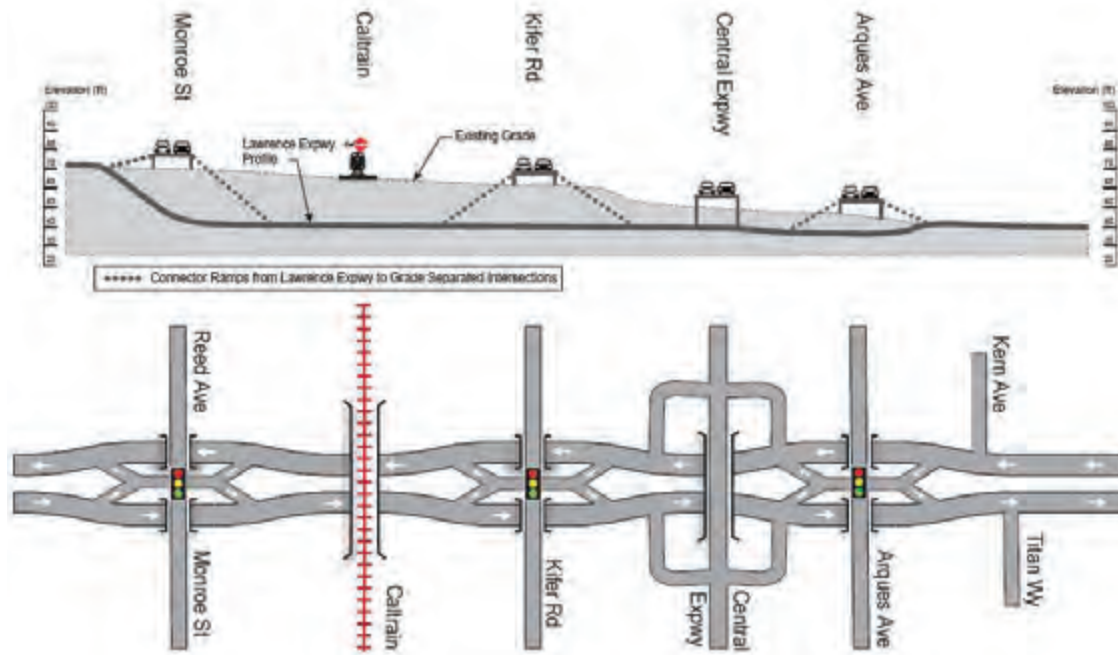 Monroe St
Caltrain
Kifer Rd
Central Expwy
Arques Ave
Elevation (ft)
Elevation (ft)
Lawrence Expwy
Profile
Existing Grade
Connector Ramps from Lawrence Expwy to Grade Separated Intersections
Reed Ave
Kern Ave
Monroe St
Caltrain
Kifer Rd
Central
Expwy
Arques Ave
Titan Wy